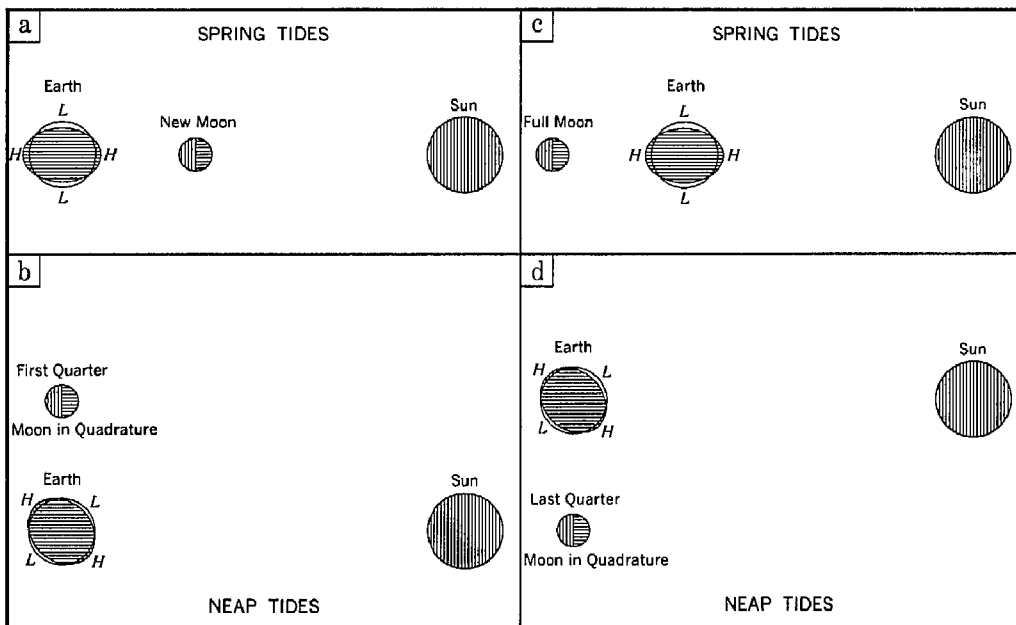 a
SPRING TIDES
Earth
L
New Moon
Sun
H
H
L
c
SPRING TIDES
Earth
L
Full Moon
Sun
H
H
L
b
First Quarter
Moon in Quadrature
Earth
H
L
Sun
L
H
NEAP TIDES
d
Earth
H
L
Sun
L
H
Last Quarter
Moon in Quadrature
NEAP TIDES